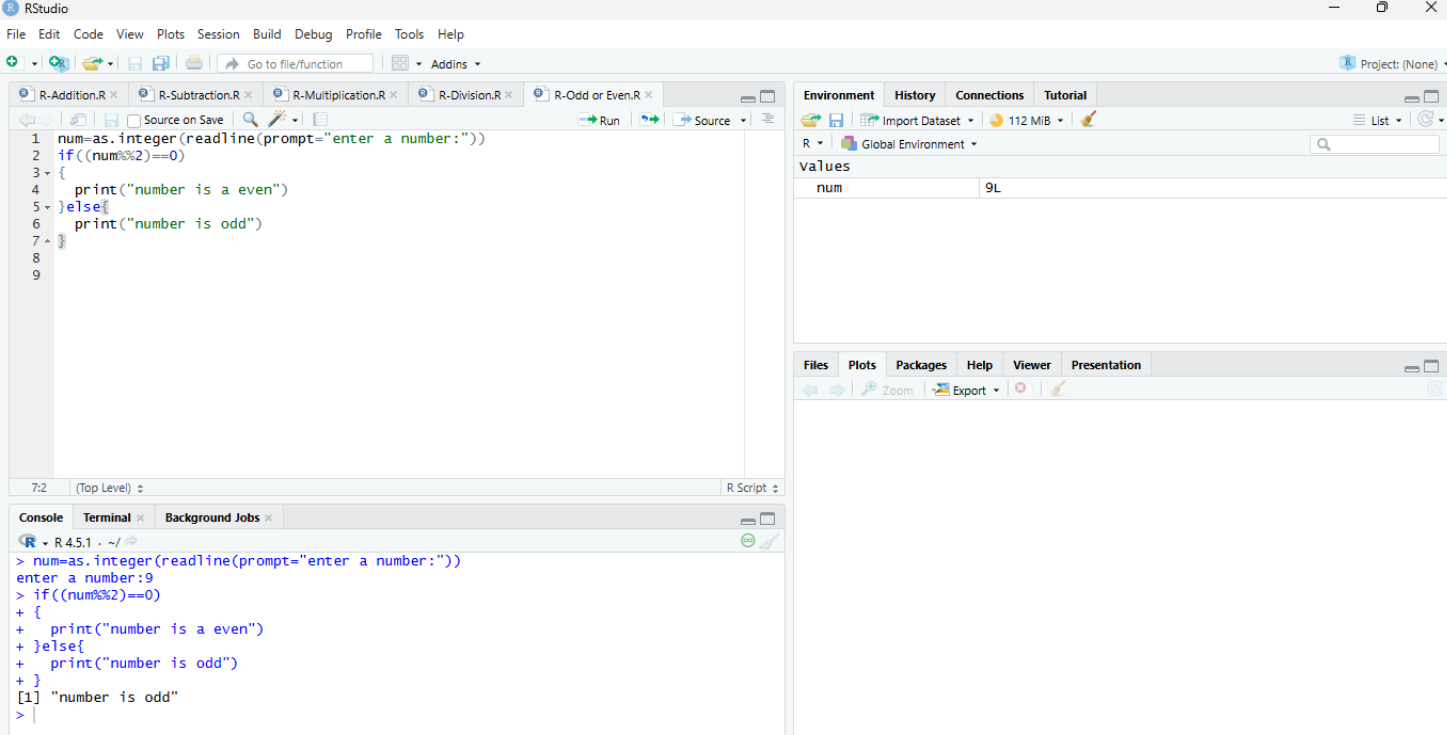 RStudio
File Edit Code View Plots Session Build Debug Profile Tools Help
Go to file/function Addins Project: (None)
R-Addition.R R-Subtraction.R R-Multiplication.R R-Division.R R-Odd or Even.R
Source on Save Run Source
1 num=as.integer(readline(prompt="enter a number:"))
2 if((num%%2)==0)
3 {
4   print("number is a even")
5 }else{
6   print("number is odd")
7 }
8
9
7:2 (Top Level) R Script
Console Terminal Background Jobs
R 4.5.1 · ~/
> num=as.integer(readline(prompt="enter a number:"))
enter a number:9
> if((num%%2)==0)
+ {
+   print("number is a even")
+ }else{
+   print("number is odd")
+ }
[1] "number is odd"
>
Environment History Connections Tutorial
Import Dataset 112 MiB List
R Global Environment
Values
num 9L
Files Plots Packages Help Viewer Presentation
Zoom Export